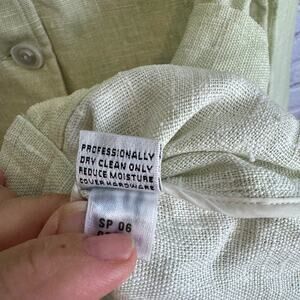 PROFESSIONALLY
DRY CLEAN ONLY
REDUCE MOISTURE
COVER HARDWARE
SP 06